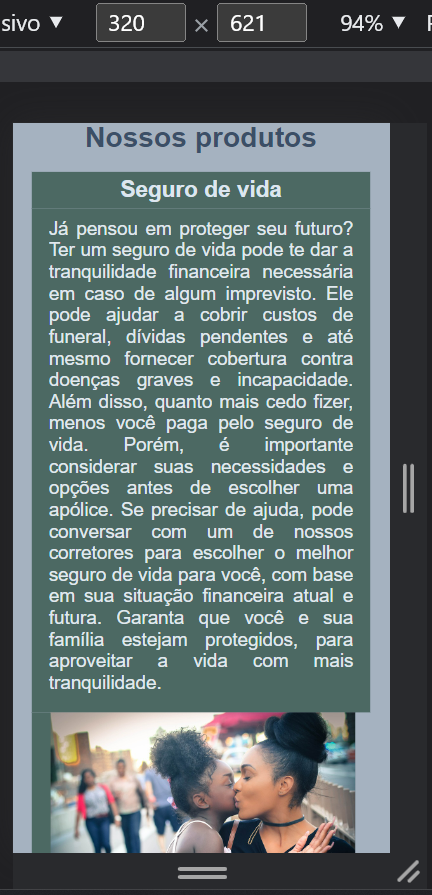 sivo ▼ 320 × 621 94% ▼
Nossos produtos
Seguro de vida
Já pensou em proteger seu futuro?
Ter um seguro de vida pode te dar a
tranquilidade financeira necessária
em caso de algum imprevisto. Ele
pode ajudar a cobrir custos de
funeral, dívidas pendentes e até
mesmo fornecer cobertura contra
doenças graves e incapacidade.
Além disso, quanto mais cedo fizer,
menos você paga pelo seguro de
vida. Porém, é importante
considerar suas necessidades e
opções antes de escolher uma
apólice. Se precisar de ajuda, pode
conversar com um de nossos
corretores para escolher o melhor
seguro de vida para você, com base
em sua situação financeira atual e
futura. Garanta que você e sua
família estejam protegidos, para
aproveitar a vida com mais
tranquilidade.